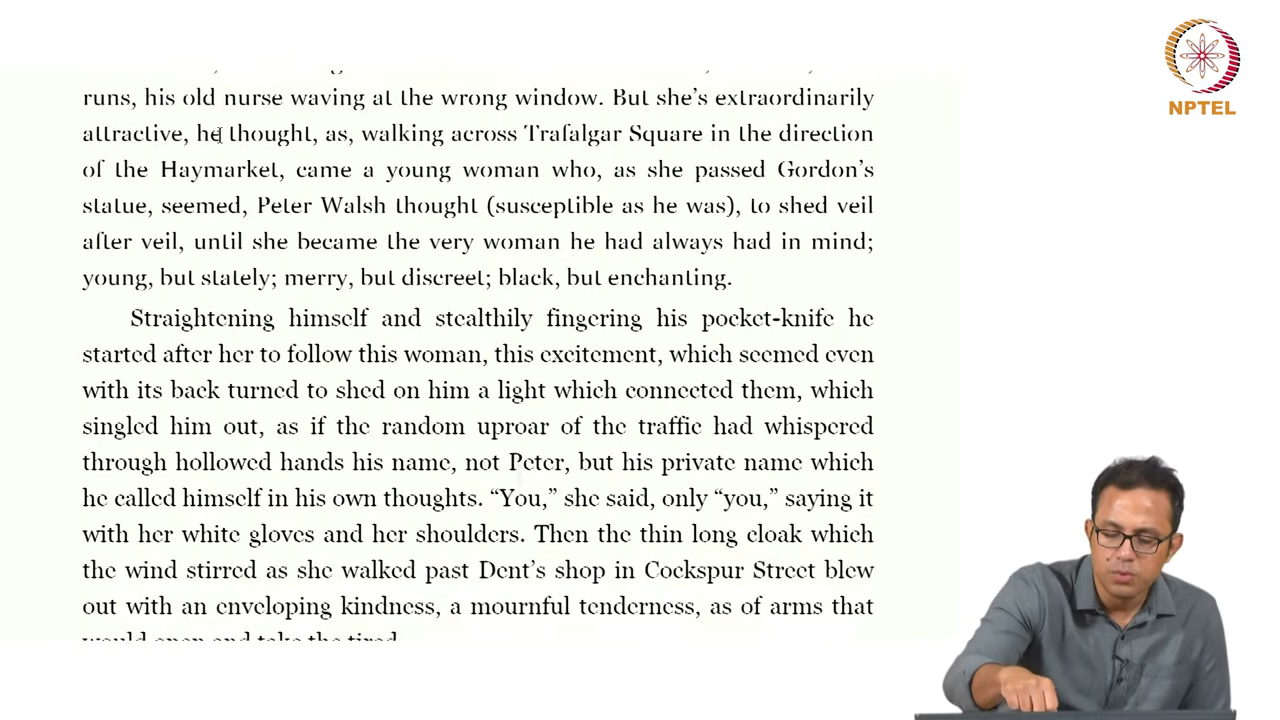 runs, his old nurse waving at the wrong window. But she's extraordinarily
attractive, he thought, as, walking across Trafalgar Square in the direction
of the Haymarket, came a young woman who, as she passed Gordon's
statue, seemed, Peter Walsh thought (susceptible as he was), to shed veil
after veil, until she became the very woman he had always had in mind;
young, but stately; merry, but discreet; black, but enchanting.
Straightening himself and stealthily fingering his pocket-knife he
started after her to follow this woman, this excitement, which seemed even
with its back turned to shed on him a light which connected them, which
singled him out, as if the random uproar of the traffic had whispered
through hollowed hands his name, not Peter, but his private name which
he called himself in his own thoughts. “You,” she said, only “you,” saying it
with her white gloves and her shoulders. Then the thin long cloak which
the wind stirred as she walked past Dent's shop in Cockspur Street blew
out with an enveloping kindness, a mournful tenderness, as of arms that
would open and take the tired
NPTEL